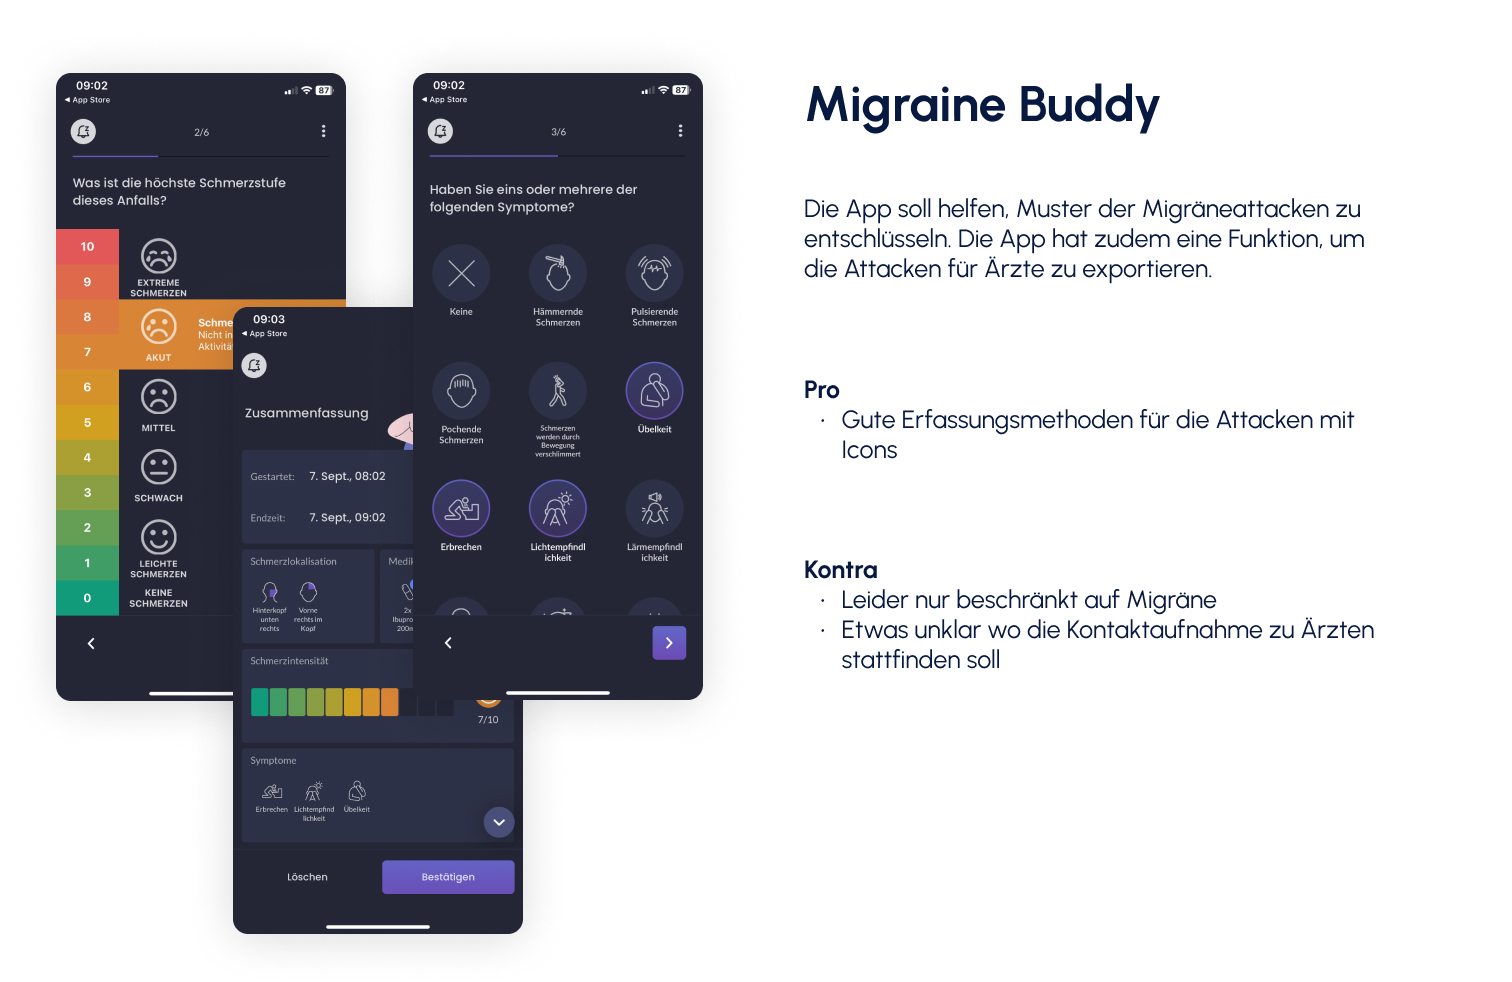 09:02
87
◀ App Store
2/6
Was ist die höchste Schmerzstufe
dieses Anfalls?
10
9
8
7
6
5
4
3
2
1
0
EXTREME
SCHMERZEN
AKUT
Schme
Nicht in
Aktivitä
MITTEL
SCHWACH
LEICHTE
SCHMERZEN
KEINE
SCHMERZEN
09:03
◀ App Store
Zusammenfassung
Gestartet: 7. Sept., 08:02
Endzeit: 7. Sept., 09:02
Schmerzlokalisation
Hinterkopf
unten
rechts
Vorne
rechts im
Kopf
Medik
2x
Ibupro
200m
Schmerzintensität
7/10
Symptome
Erbrechen
Lichtempfind
lichkeit
Übelkeit
Löschen
Bestätigen
09:02
87
◀ App Store
3/6
Haben Sie eins oder mehrere der
folgenden Symptome?
Keine
Hämmernde
Schmerzen
Pulsierende
Schmerzen
Pochende
Schmerzen
Schmerzen
werden durch
Bewegung
verschlimmert
Übelkeit
Erbrechen
Lichtempfindl
ichkeit
Lärmempfindl
ichkeit
Migraine Buddy
Die App soll helfen, Muster der Migräneattacken zu
entschlüsseln. Die App hat zudem eine Funktion, um
die Attacken für Ärzte zu exportieren.
Pro
· Gute Erfassungsmethoden für die Attacken mit
Icons
Kontra
· Leider nur beschränkt auf Migräne
· Etwas unklar wo die Kontaktaufnahme zu Ärzten
stattfinden soll